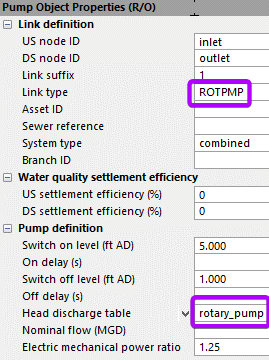 Pump Object Properties (R/O)
Link definition
US node ID inlet
DS node ID outlet
Link suffix 1
Link type ROTPMP
Asset ID
Sewer reference
System type combined
Branch ID
Water quality settlement efficiency
US settlement efficiency (%) 0
DS settlement efficiency (%) 0
Pump definition
Switch on level (ft AD) 5.000
On delay (s)
Switch off level (ft AD) 1.000
Off delay (s)
Head discharge table rotary_pump
Nominal flow (MGD)
Electric mechanical power ratio 1.25